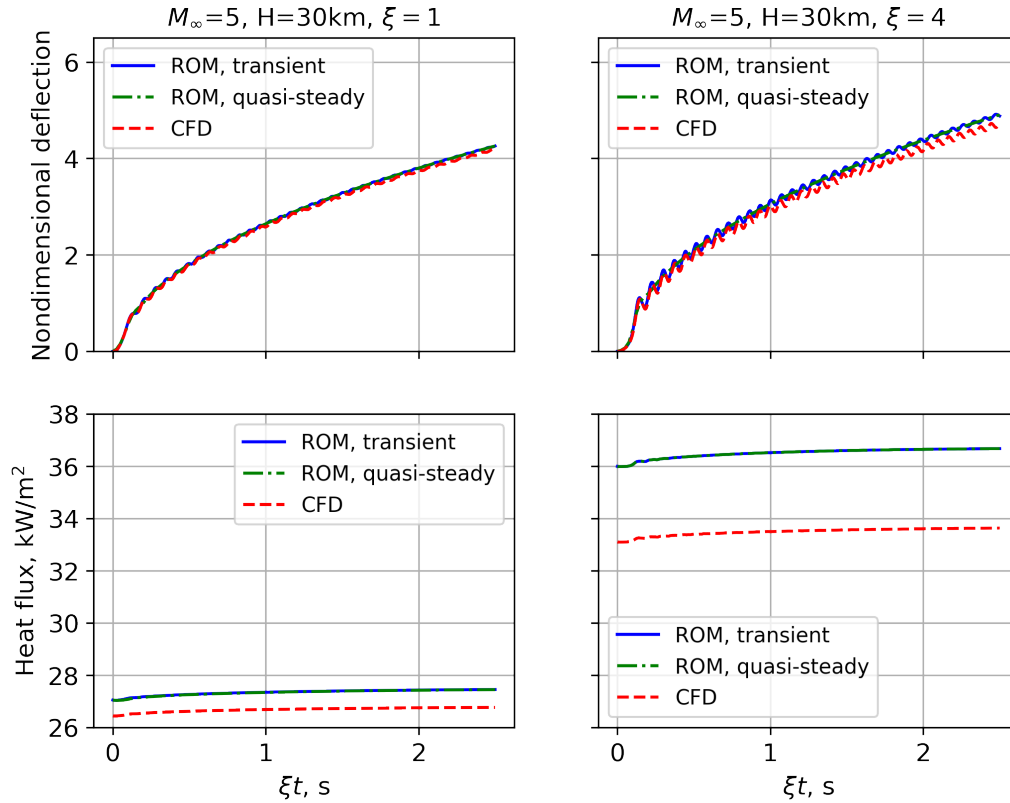 M∞=5, H=30km, ξ = 1
M∞=5, H=30km, ξ = 4
Nondimensional deflection
6
4
2
0
ROM, transient
ROM, quasi-steady
CFD
ROM, transient
ROM, quasi-steady
CFD
Heat flux, kW/m²
38
36
34
32
30
28
26
ROM, transient
ROM, quasi-steady
CFD
ROM, transient
ROM, quasi-steady
CFD
0 1 2
0 1 2
ξt, s
ξt, s